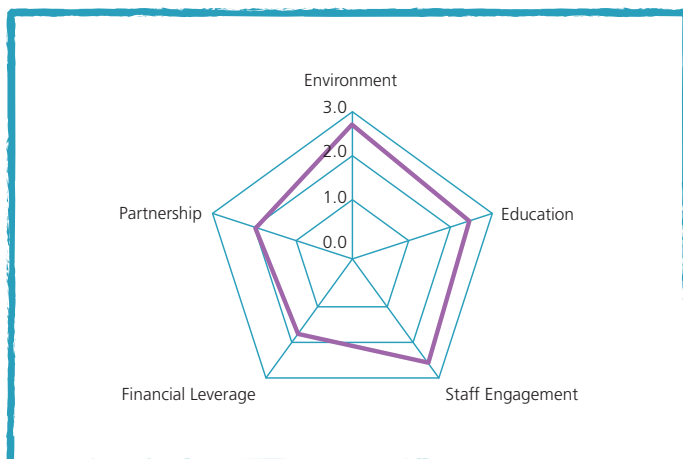 Environment
3.0
2.0
1.0
0.0
Partnership
Education
Financial Leverage
Staff Engagement